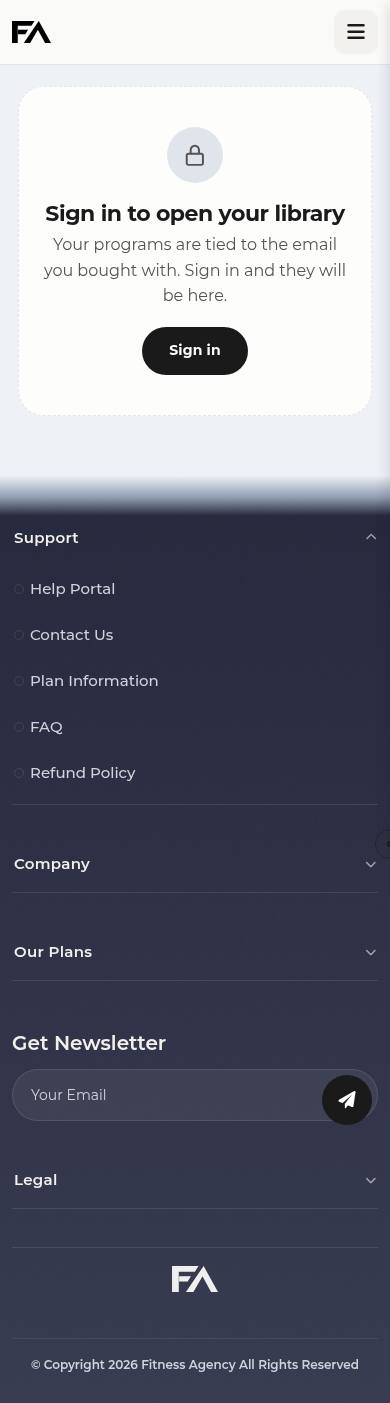 FA
Sign in to open your library
Your programs are tied to the email
you bought with. Sign in and they will
be here.
Sign in
Support
Help Portal
Contact Us
Plan Information
FAQ
Refund Policy
Company
Our Plans
Get Newsletter
Your Email
Legal
FA
© Copyright 2026 Fitness Agency All Rights Reserved